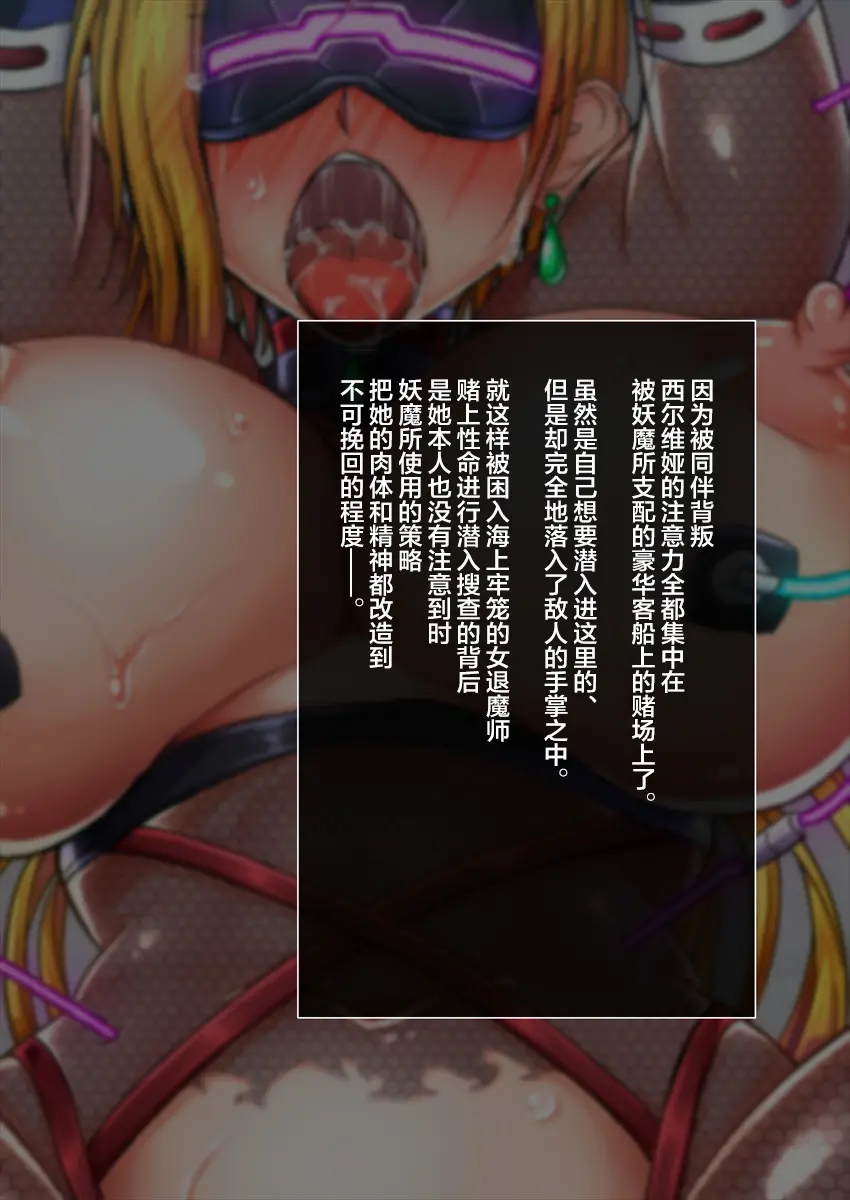 因为被同伴背叛
西尔维娅的注意力全都集中在
被妖魔所支配的豪华客船上的赌场上了。
虽然是自己想要潜入进这里的、
但是却完全地落入了敌人的手掌之中。
就这样被困入海上牢笼的女退魔师
赌上性命进行潜入搜查的背后
是她本人也没有注意到时
妖魔所使用的策略
把她的肉体和精神都改造到
不可挽回的程度——。